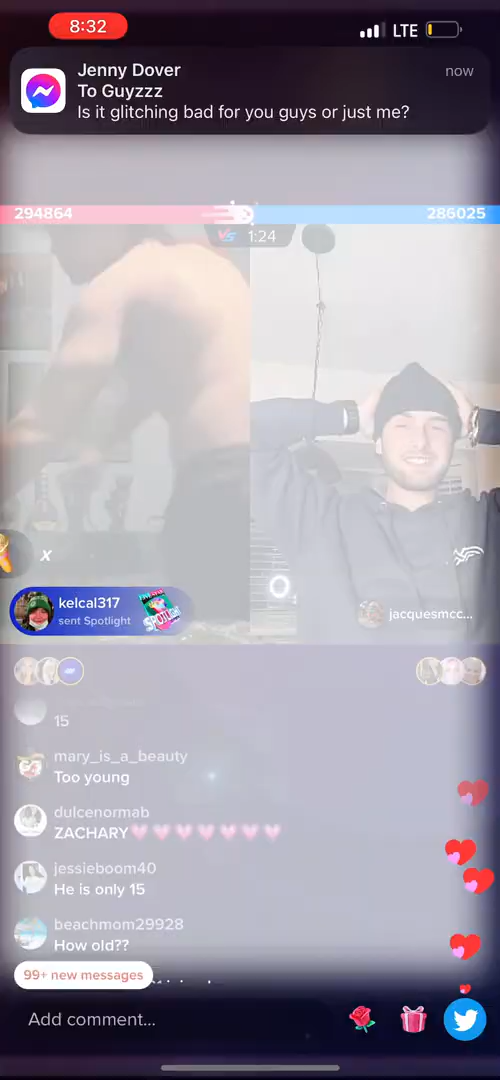 8:32
LTE
Jenny Dover
now
To Guyzzz
Is it glitching bad for you guys or just me?
294864
286025
VS 1:24
x
kelcal317
sent Spotlight
SPOTLIGHT
jacquesmcc...
15
mary_is_a_beauty
Too young
dulcenormab
ZACHARY💗💗💗💗💗💗💗
jessieboom40
He is only 15
beachmom29928
How old??
99+ new messages
Add comment...